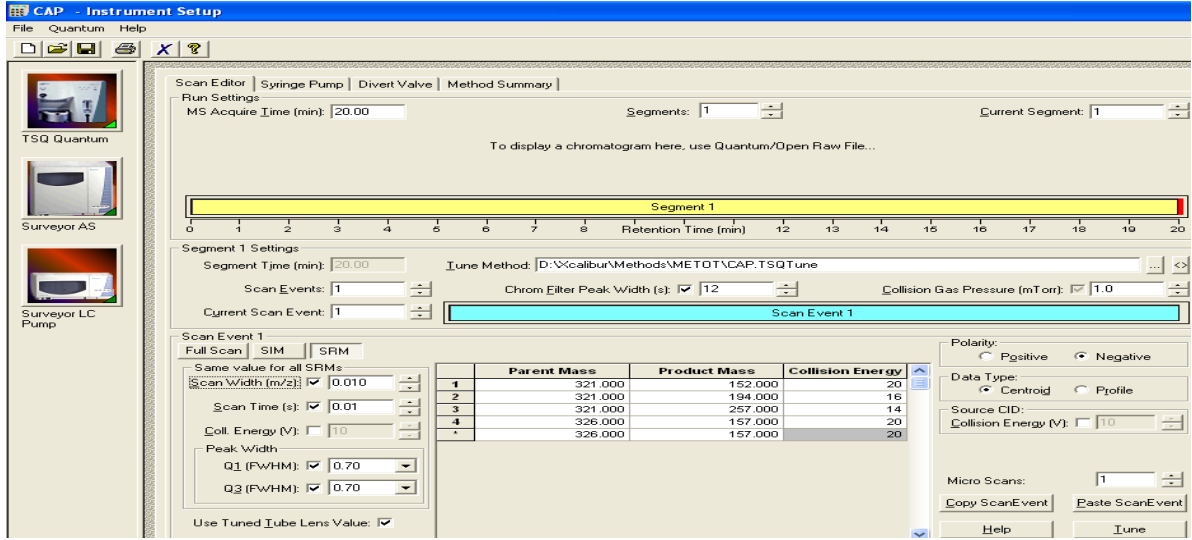 CAP - Instrument Setup
File Quantum Help
TSQ Quantum
Surveyor AS
Surveyor LC
Pump
Scan Editor Syringe Pump Divert Valve Method Summary
Run Settings
MS Acquire Time (min): 20.00 Segments: 1 Current Segment: 1
To display a chromatogram here, use Quantum/Open Raw File...
Segment 1
0 1 2 3 4 5 6 7 8 Retention Time (min) 12 13 14 15 16 17 18 19 20
Segment 1 Settings
Segment Time (min): 20.00 Tune Method: D:\Xcalibur\Methods\METOT\CAP.TSQTune ... <>
Scan Events: 1 Chrom Filter Peak Width (s): 12 Collision Gas Pressure (mTorr): 1.0
Current Scan Event: 1 Scan Event 1
Scan Event 1
Full Scan SIM SRM
Same value for all SRMs
Scan Width (m/z): 0.010
Scan Time (s): 0.01
Coll. Energy (V): 10
Peak Width
Q1 (FWHM): 0.70
Q3 (FWHM): 0.70
Use Tuned Tube Lens Value:
Parent Mass Product Mass Collision Energy
1 321.000 152.000 20
2 321.000 194.000 16
3 321.000 257.000 14
4 326.000 157.000 20
* 326.000 157.000 20
Polarity:
Positive Negative
Data Type:
Centroid Profile
Source CID:
Collision Energy (V): 10
Micro Scans: 1
Copy ScanEvent Paste ScanEvent
Help Tune